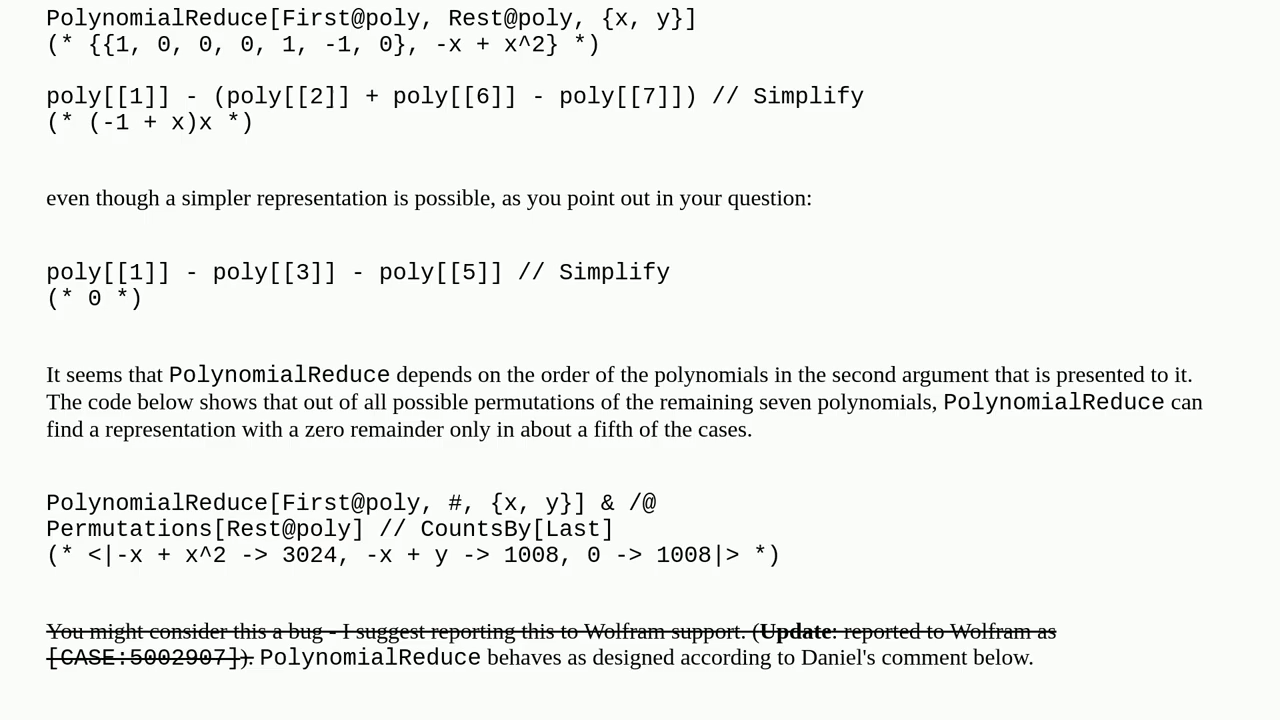 PolynomialReduce[First@poly, Rest@poly, {x, y}]
(* {{1, 0, 0, 0, 1, -1, 0}, -x + x^2} *)
poly[[1]] - (poly[[2]] + poly[[6]] - poly[[7]]) // Simplify
(* (-1 + x)x *)
even though a simpler representation is possible, as you point out in your question:
poly[[1]] - poly[[3]] - poly[[5]] // Simplify
(* 0 *)
It seems that PolynomialReduce depends on the order of the polynomials in the second argument that is presented to it.
The code below shows that out of all possible permutations of the remaining seven polynomials, PolynomialReduce can
find a representation with a zero remainder only in about a fifth of the cases.
PolynomialReduce[First@poly, #, {x, y}] & /@
Permutations[Rest@poly] // CountsBy[Last]
(* <|-x + x^2 -> 3024, -x + y -> 1008, 0 -> 1008|> *)
You might consider this a bug - I suggest reporting this to Wolfram support. (Update: reported to Wolfram as
[CASE:5002907]). PolynomialReduce behaves as designed according to Daniel's comment below.